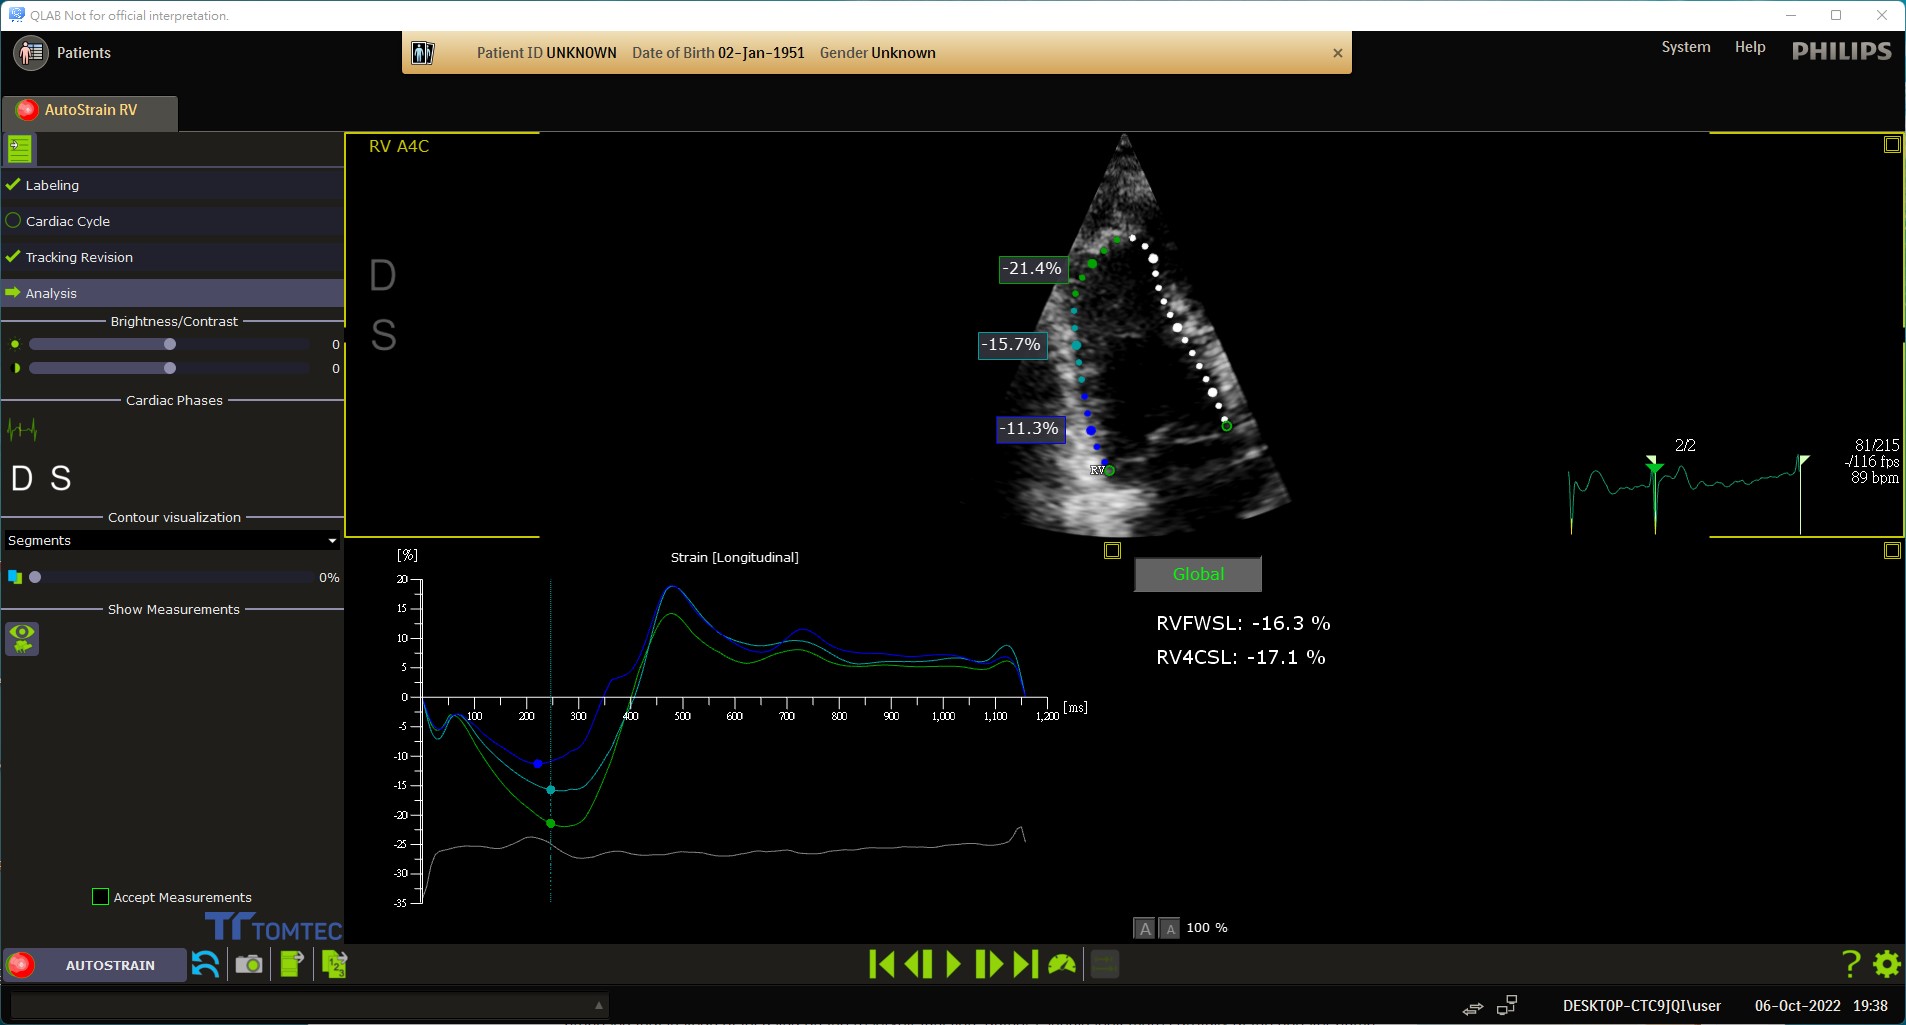 QLAB Not for official interpretation.
Patients
Patient ID UNKNOWN Date of Birth 02-Jan-1951 Gender Unknown
System Help PHILIPS
AutoStrain RV
Labeling
Cardiac Cycle
Tracking Revision
Analysis
Brightness/Contrast
0
0
Cardiac Phases
D S
Contour visualization
Segments
0%
Show Measurements
Accept Measurements
TOMTEC
RV A4C
D
S
-21.4%
-15.7%
-11.3%
RV
2/2
81/215
-/116 fps
89 bpm
[%]
Strain [Longitudinal]
20
15
10
5
0
-5
-10
-15
-20
-25
-30
-35
100 200 300 400 500 600 700 800 900 1,000 1,100 1,200 [ms]
Global
RVFWSL: -16.3 %
RV4CSL: -17.1 %
A A 100 %
AUTOSTRAIN
1 2 3
?
DESKTOP-CTC9JQI\user 06-Oct-2022 19:38